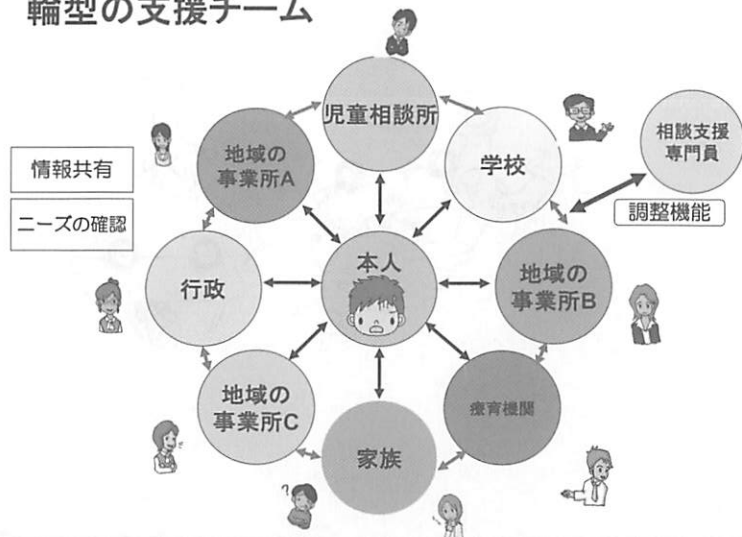 輪型の支援チーム
児童相談所
地域の
事業所A
学校
相談支援
専門員
情報共有
ニーズの確認
調整機能
行政
本人
地域の
事業所B
地域の
事業所C
療育機関
家族
?